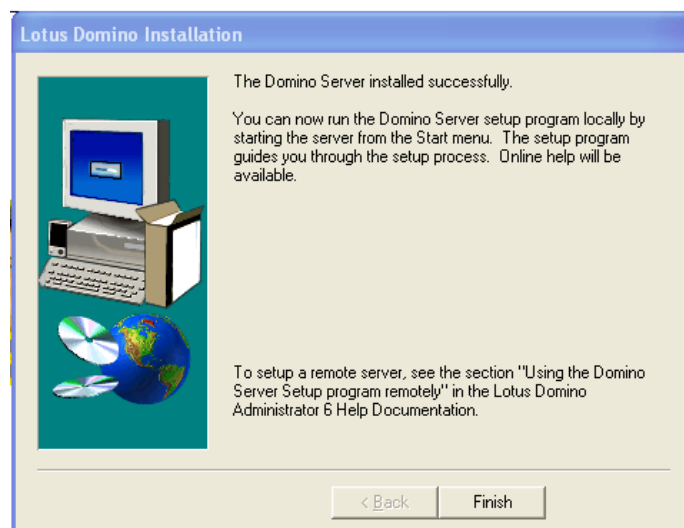 Lotus Domino Installation
The Domino Server installed successfully.
You can now run the Domino Server setup program locally by
starting the server from the Start menu. The setup program
guides you through the setup process. Online help will be
available.
To setup a remote server, see the section "Using the Domino
Server Setup program remotely" in the Lotus Domino
Administrator 6 Help Documentation.
< Back
Finish